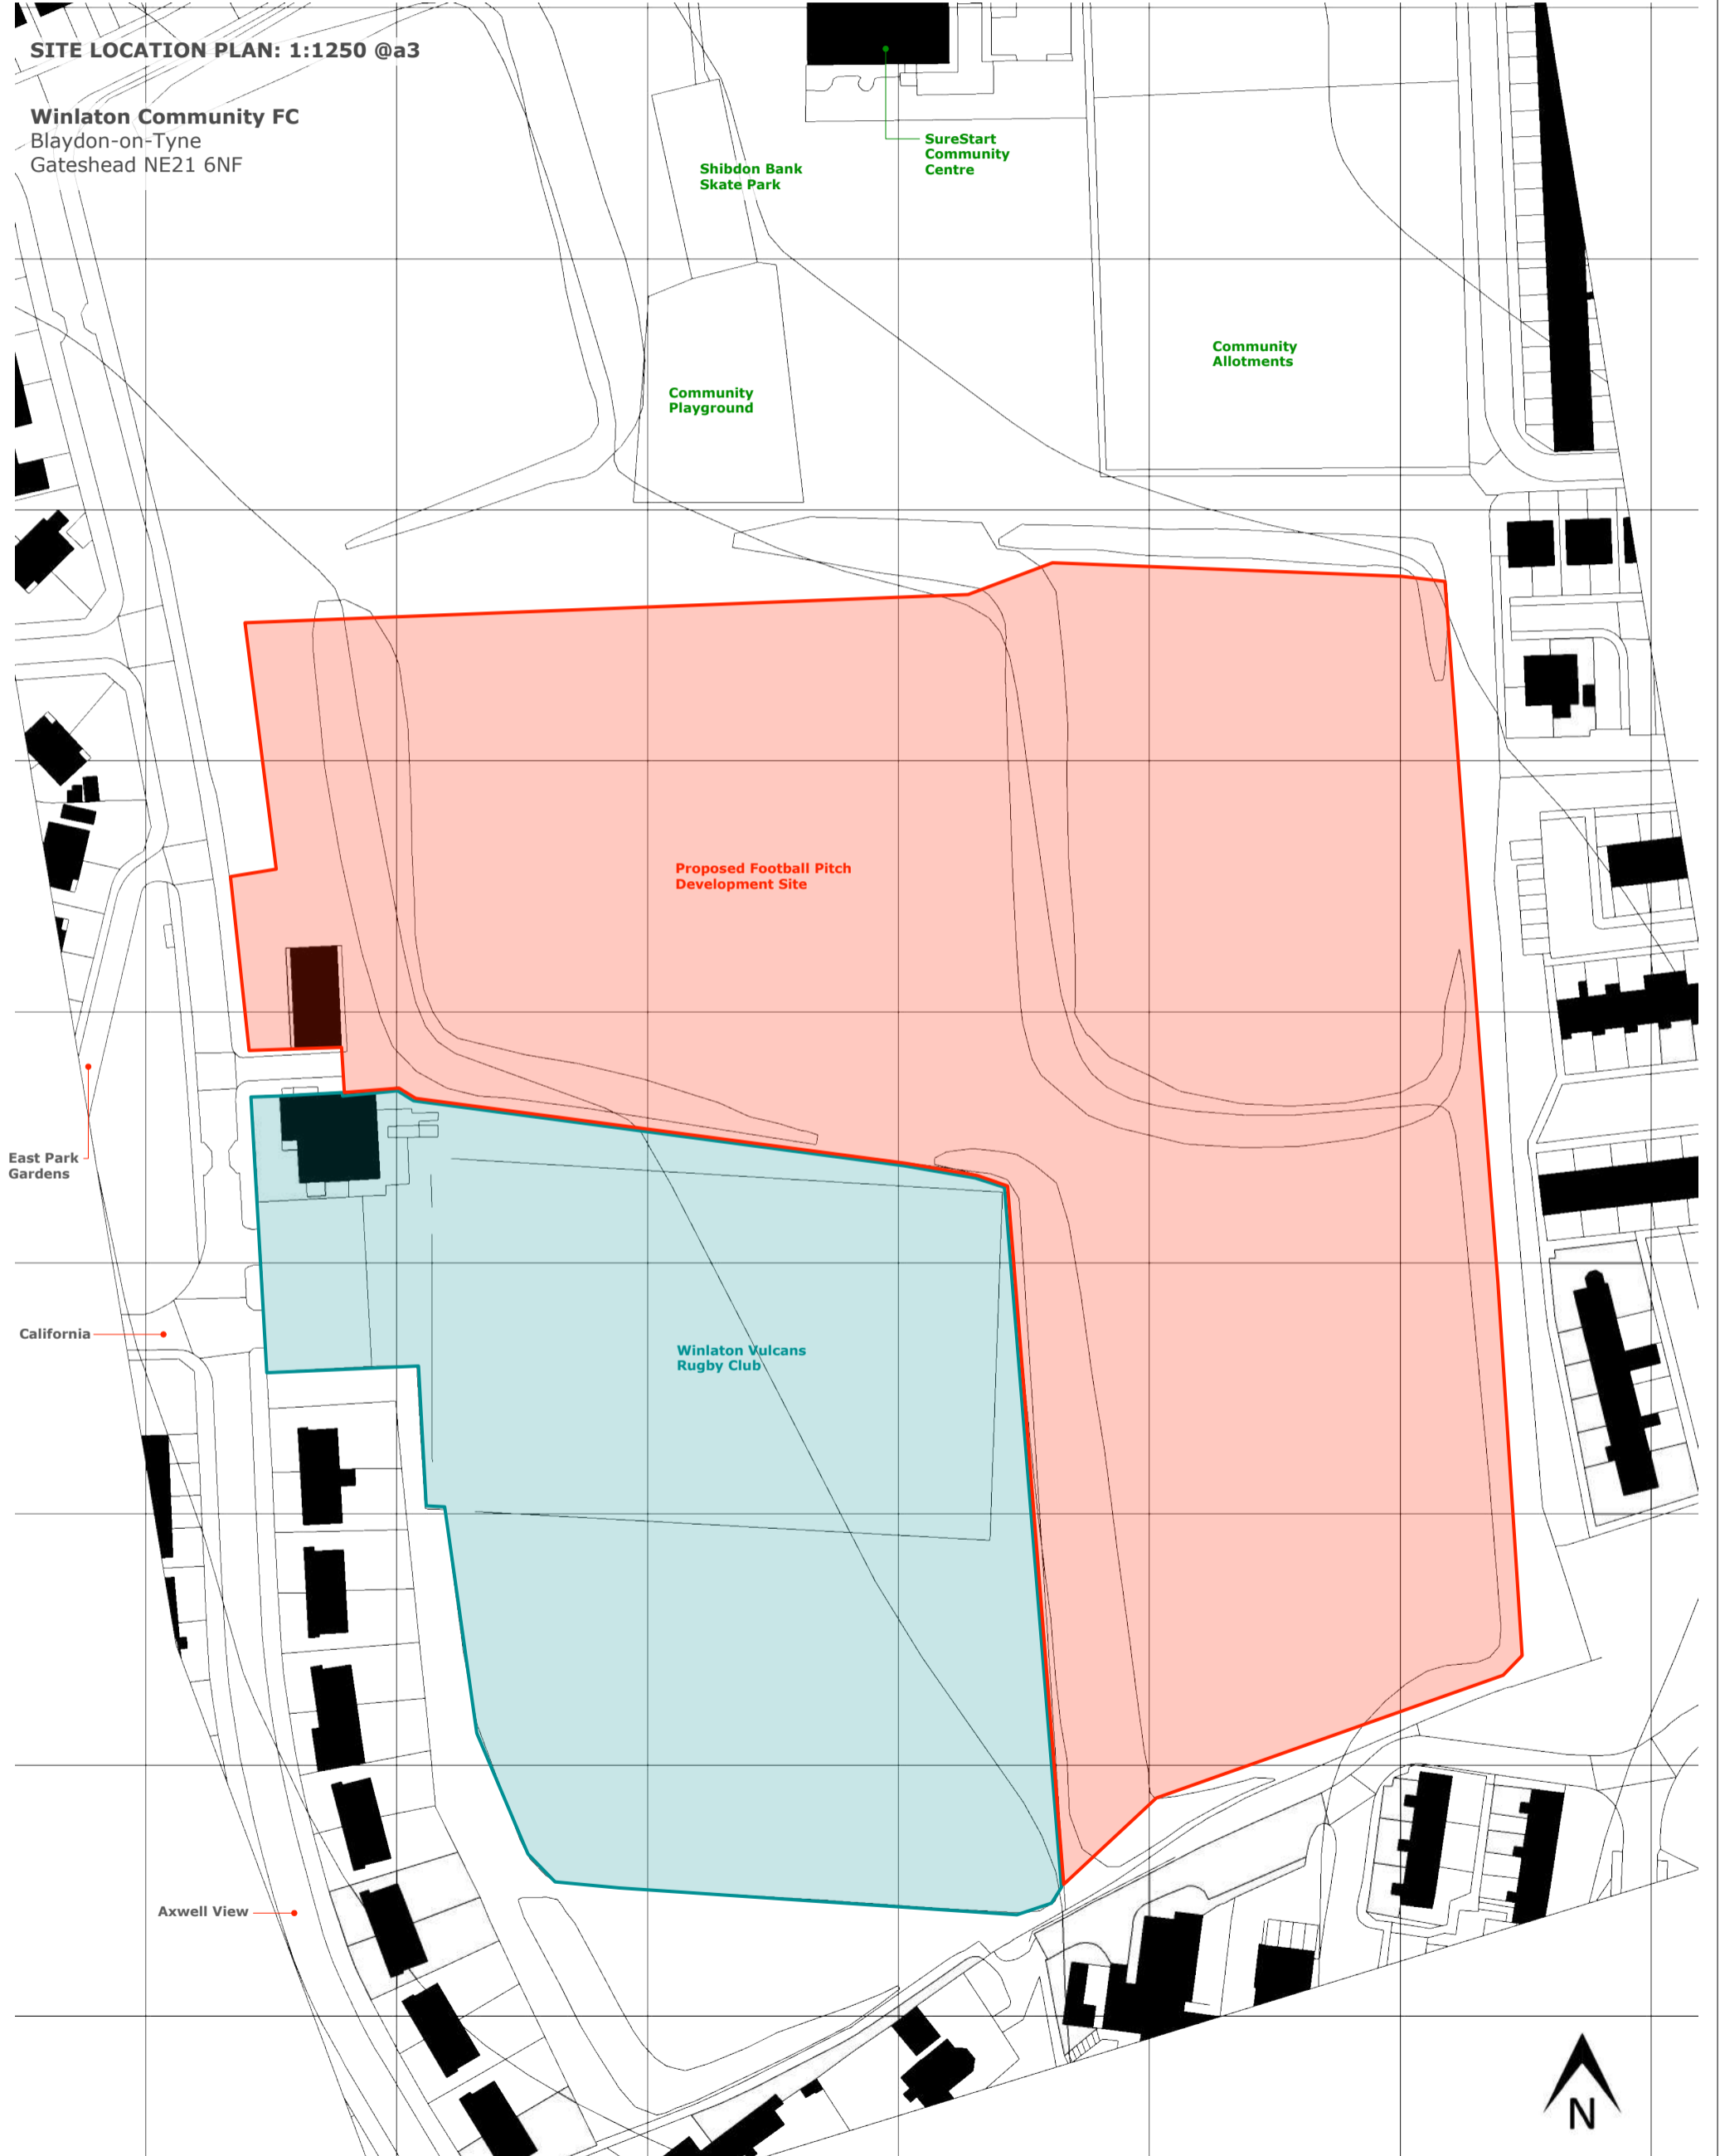 SITE LOCATION PLAN: 1:1250 @a3
Winlaton Community FC
Blaydon-on-Tyne
Gateshead NE21 6NF
SureStart
Community
Centre
Shibdon Bank
Skate Park
Community
Allotments
Community
Playground
Proposed Football Pitch
Development Site
East Park
Gardens
California
Winlaton Vulcans
Rugby Club
Axwell View
N